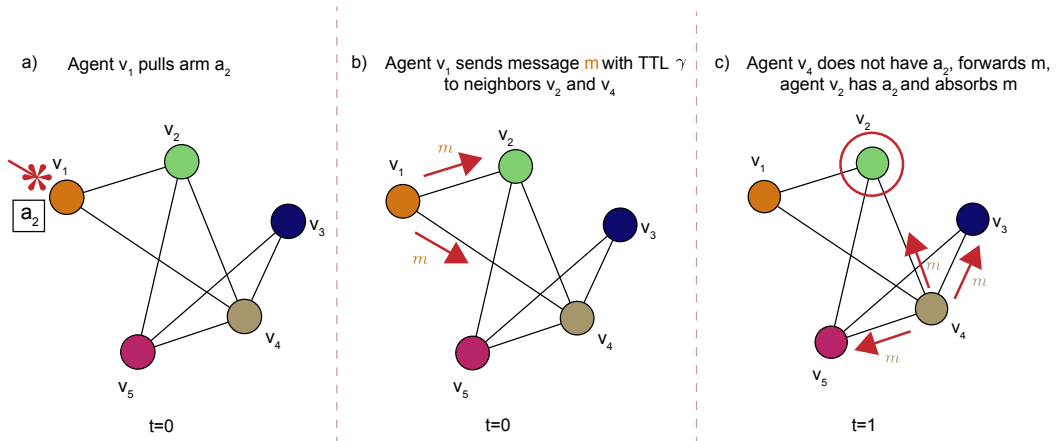 a) Agent v1 pulls arm a2
v2
v1
a2
v3
v4
v5
t=0
b) Agent v1 sends message m with TTL γ
to neighbors v2 and v4
v2
m
v1
v3
m
v4
v5
t=0
c) Agent v4 does not have a2, forwards m,
agent v2 has a2 and absorbs m
v2
v1
v3
m
m
v4
m
v5
t=1